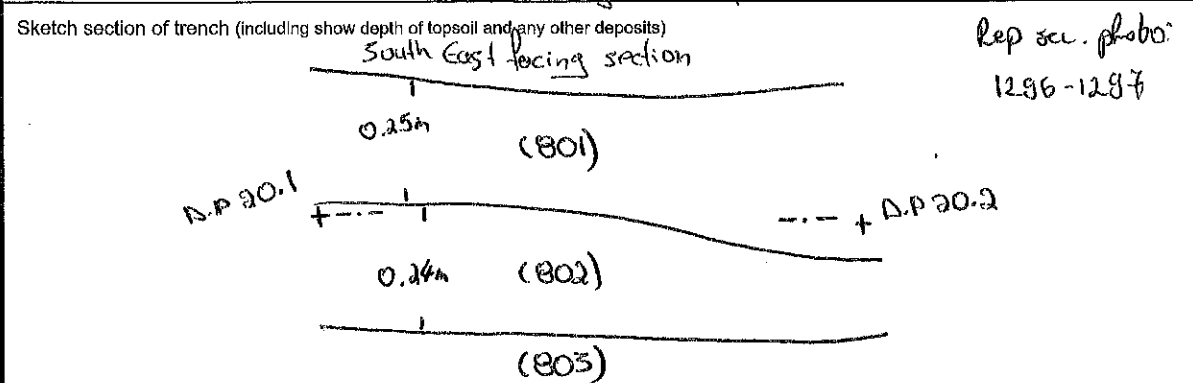 Sketch section of trench (including show depth of topsoil and any other deposits)
South East facing section
Rep sec. photo:
1296-1297
0.25m
(801)
D.P 20.1
D.P 20.2
0.24m
(802)
(803)